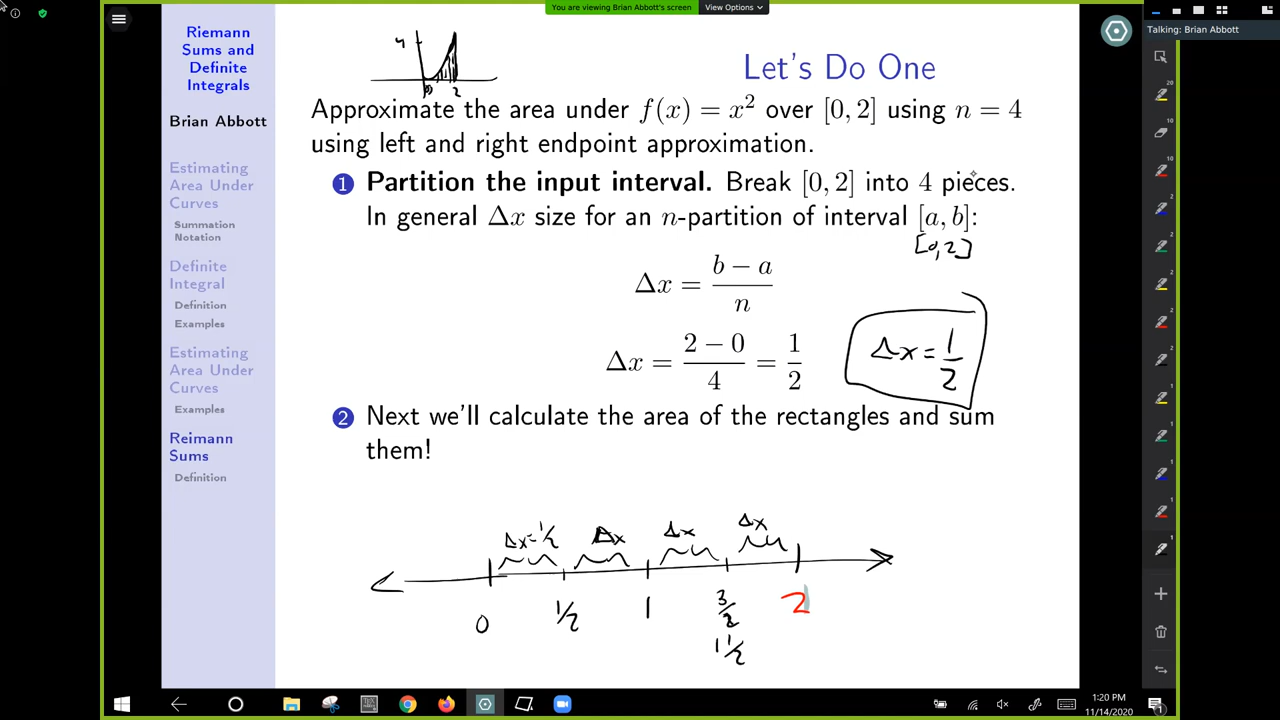 You are viewing Brian Abbott's screen
View Options
Talking: Brian Abbott
Riemann
Sums and
Definite
Integrals
Brian Abbott
Estimating
Area Under
Curves
Summation
Notation
Definite
Integral
Definition
Examples
Estimating
Area Under
Curves
Examples
Reimann
Sums
Definition
4
0 2
Let's Do One
Approximate the area under f(x) = x² over [0, 2] using n = 4
using left and right endpoint approximation.
1 Partition the input interval. Break [0, 2] into 4 pieces.
In general Δx size for an n-partition of interval [a, b]:
[0,2]
Δx = (b − a)/n
Δx = (2 − 0)/4 = 1/2
Δx = 1/2
2 Next we'll calculate the area of the rectangles and sum
them!
Δx=1/2 Δx Δx Δx
0 1/2 1 3/2 2
1 1/2
1:20 PM
11/14/2020